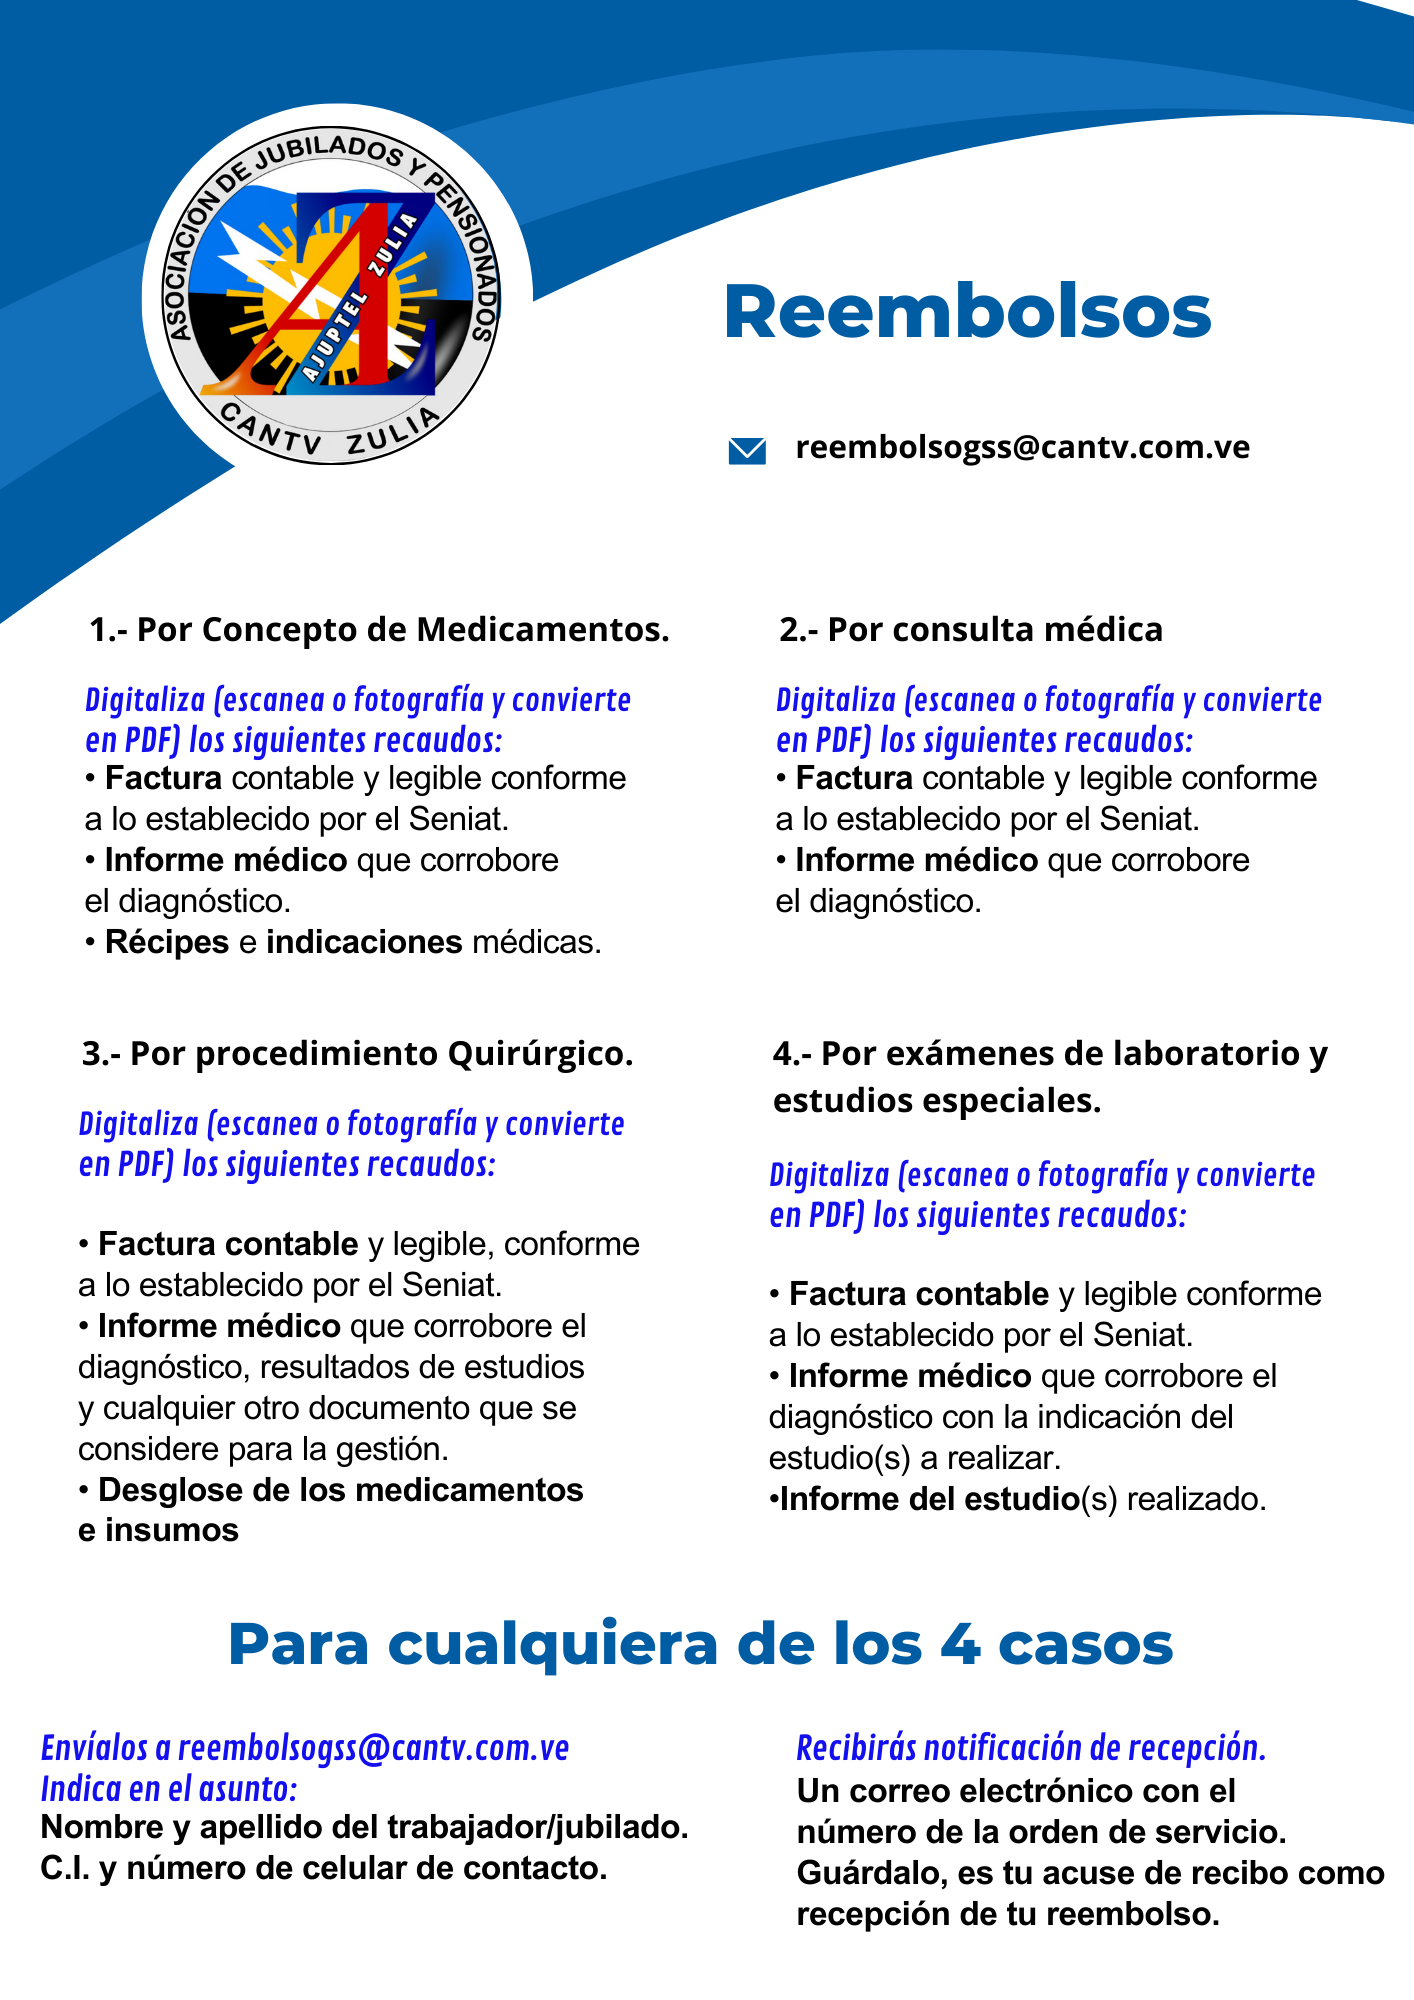 ASOCIACIÓN DE JUBILADOS Y PENSIONADOS
AJUPTEL ZULIA
CANTV ZULIA
Reembolsos
reembolsogss@cantv.com.ve
1.- Por Concepto de Medicamentos.
Digitaliza (escanea o fotografía y convierte
en PDF) los siguientes recaudos:
• Factura contable y legible conforme
a lo establecido por el Seniat.
• Informe médico que corrobore
el diagnóstico.
• Récipes e indicaciones médicas.
2.- Por consulta médica
Digitaliza (escanea o fotografía y convierte
en PDF) los siguientes recaudos:
• Factura contable y legible conforme
a lo establecido por el Seniat.
• Informe médico que corrobore
el diagnóstico.
3.- Por procedimiento Quirúrgico.
Digitaliza (escanea o fotografía y convierte
en PDF) los siguientes recaudos:
• Factura contable y legible, conforme
a lo establecido por el Seniat.
• Informe médico que corrobore el
diagnóstico, resultados de estudios
y cualquier otro documento que se
considere para la gestión.
• Desglose de los medicamentos
e insumos
4.- Por exámenes de laboratorio y
estudios especiales.
Digitaliza (escanea o fotografía y convierte
en PDF) los siguientes recaudos:
• Factura contable y legible conforme
a lo establecido por el Seniat.
• Informe médico que corrobore el
diagnóstico con la indicación del
estudio(s) a realizar.
•Informe del estudio(s) realizado.
Para cualquiera de los 4 casos
Envíalos a reembolsogss@cantv.com.ve
Indica en el asunto:
Nombre y apellido del trabajador/jubilado.
C.I. y número de celular de contacto.
Recibirás notificación de recepción.
Un correo electrónico con el
número de la orden de servicio.
Guárdalo, es tu acuse de recibo como
recepción de tu reembolso.